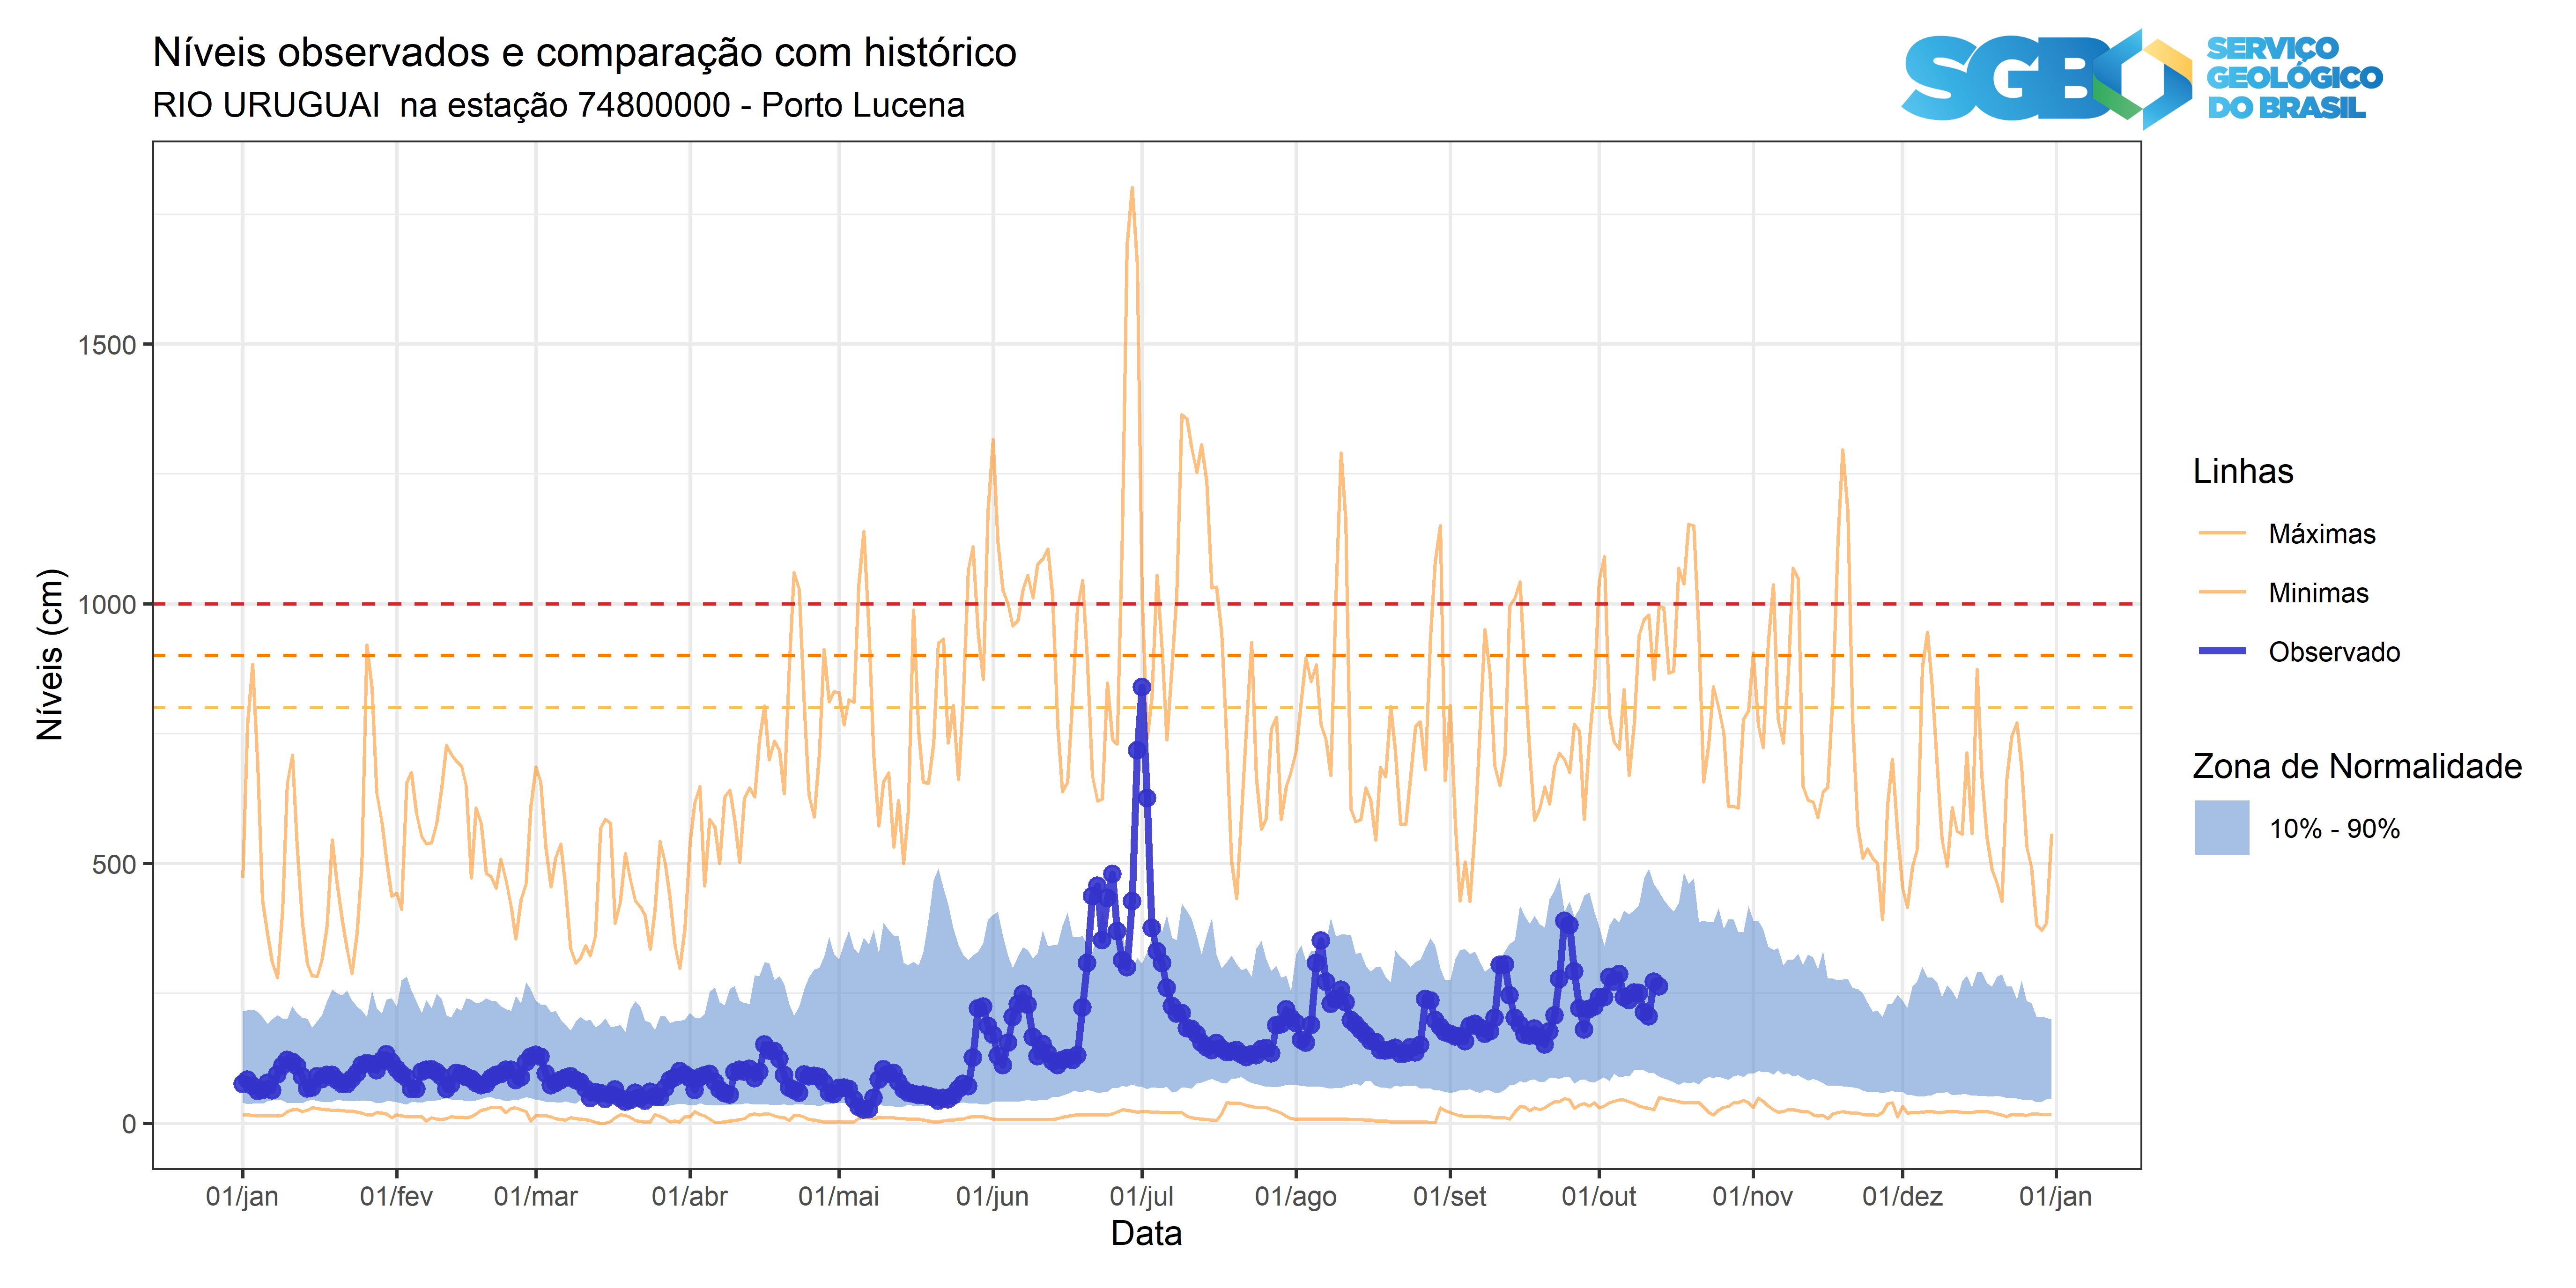 Níveis observados e comparação com histórico
RIO URUGUAI  na estação 74800000 - Porto Lucena
SGB
SERVIÇO
GEOLÓGICO
DO BRASIL
Níveis (cm)
1500
1000
500
0
01/jan
01/fev
01/mar
01/abr
01/mai
01/jun
01/jul
01/ago
01/set
01/out
01/nov
01/dez
01/jan
Data
Linhas
Máximas
Minimas
Observado
Zona de Normalidade
10% - 90%